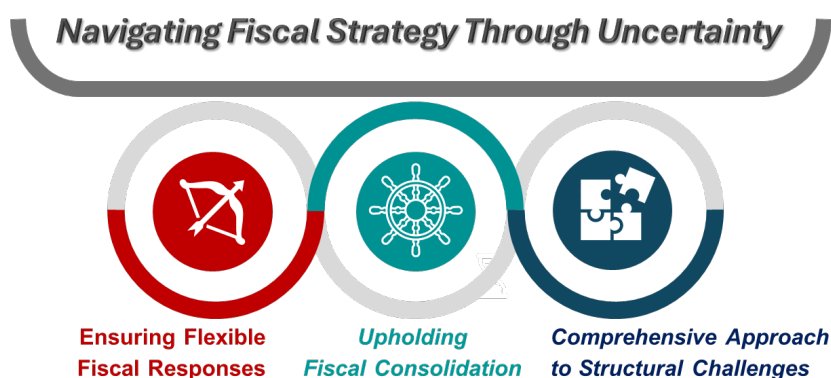 Navigating Fiscal Strategy Through Uncertainty
Ensuring Flexible
Fiscal Responses
Upholding
Fiscal Consolidation
Comprehensive Approach
to Structural Challenges